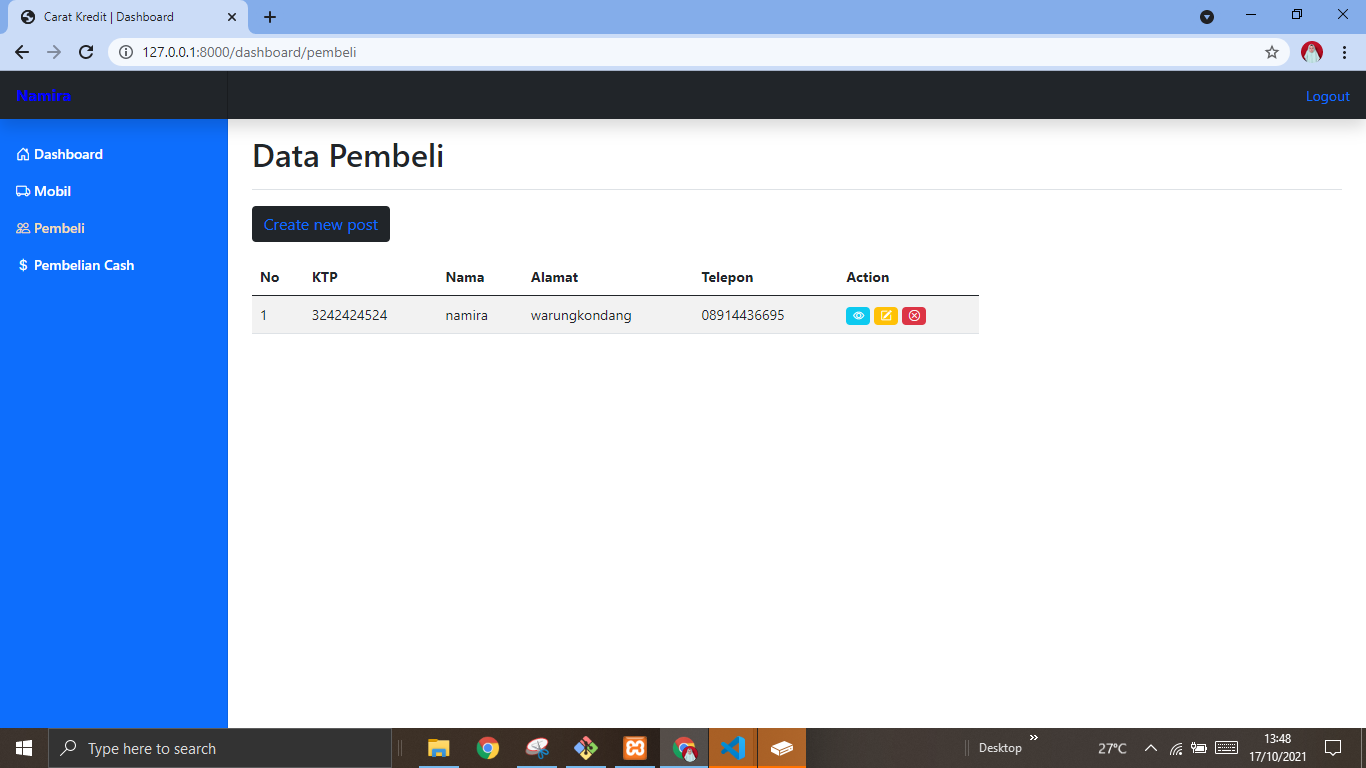 Carat Kredit | Dashboard
127.0.0.1:8000/dashboard/pembeli
Namira
Logout
Dashboard
Mobil
Pembeli
Pembelian Cash
Data Pembeli
Create new post
No KTP Nama Alamat Telepon Action
1 3242424524 namira warungkondang 08914436695
Type here to search
Desktop
27°C
13:48
17/10/2021